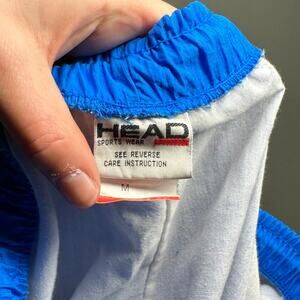 HEAD
SPORTS WEAR
SEE REVERSE
CARE INSTRUCTION
M